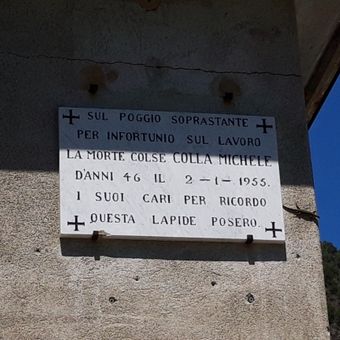 SUL POGGIO SOPRASTANTE
PER INFORTUNIO SUL LAVORO
LA MORTE COLSE COLLA MICHELE
D'ANNI 46 IL 2-1-1955.
I SUOI CARI PER RICORDO
QUESTA LAPIDE POSERO.